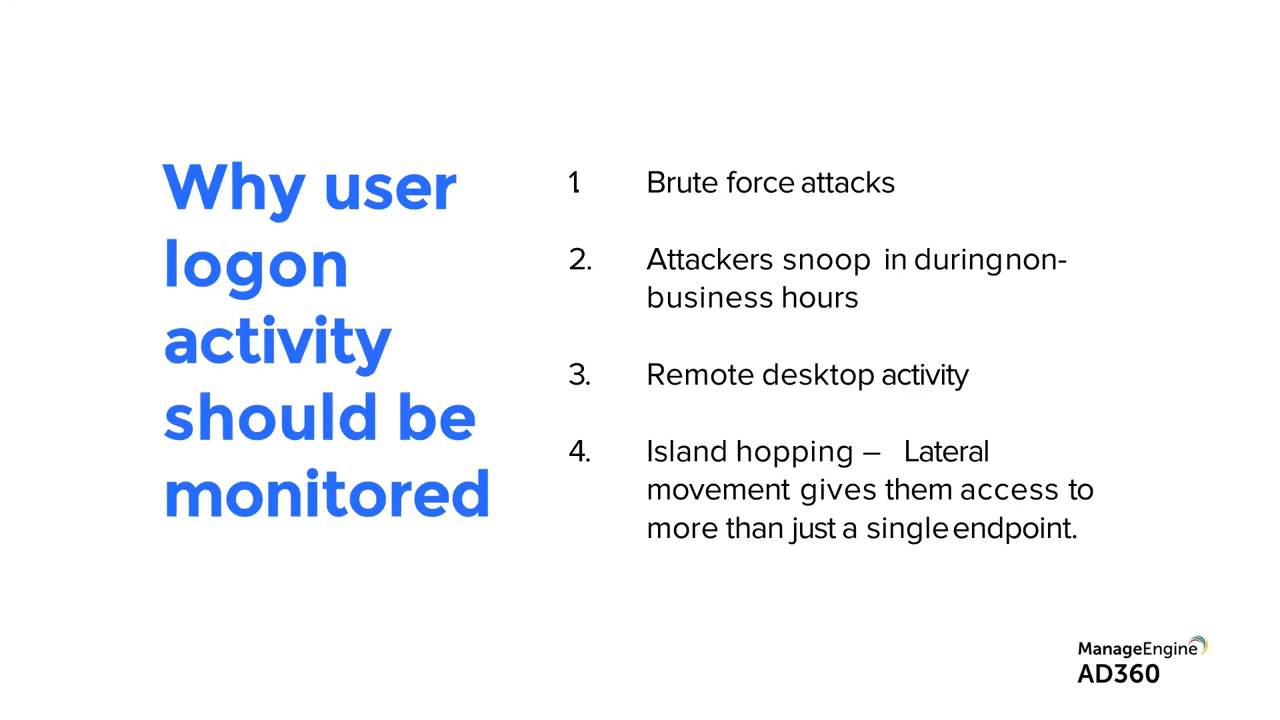 Why user
logon
activity
should be
monitored
1. Brute force attacks
2. Attackers snoop in during non-
business hours
3. Remote desktop activity
4. Island hopping – Lateral
movement gives them access to
more than just a single endpoint.
ManageEngine
AD360